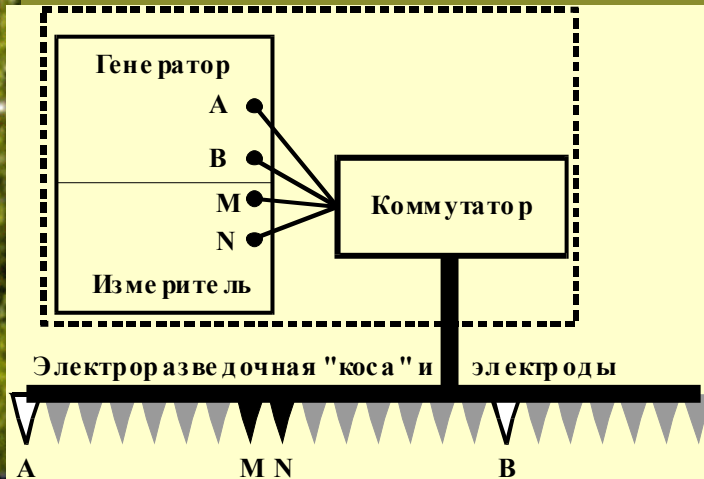 Генератор
A
B
M
N
Измеритель
Коммутатор
Электроразведочная "коса" и электроды
A M N B